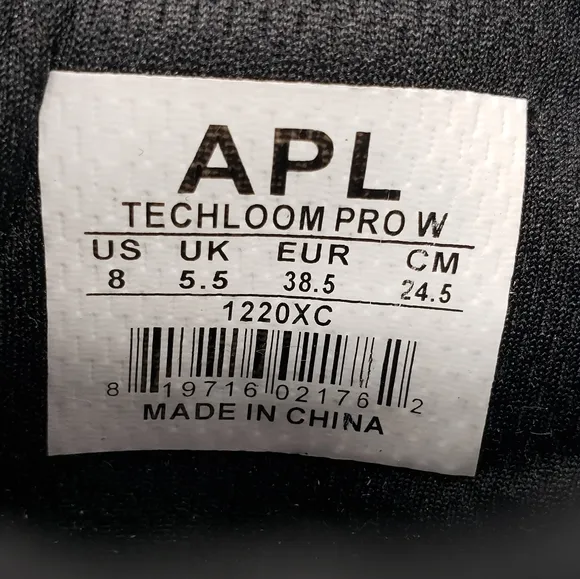 APL
TECHLOOM PRO W
US UK EUR CM
8 5.5 38.5 24.5
1220XC
8 19716 02176 2
MADE IN CHINA